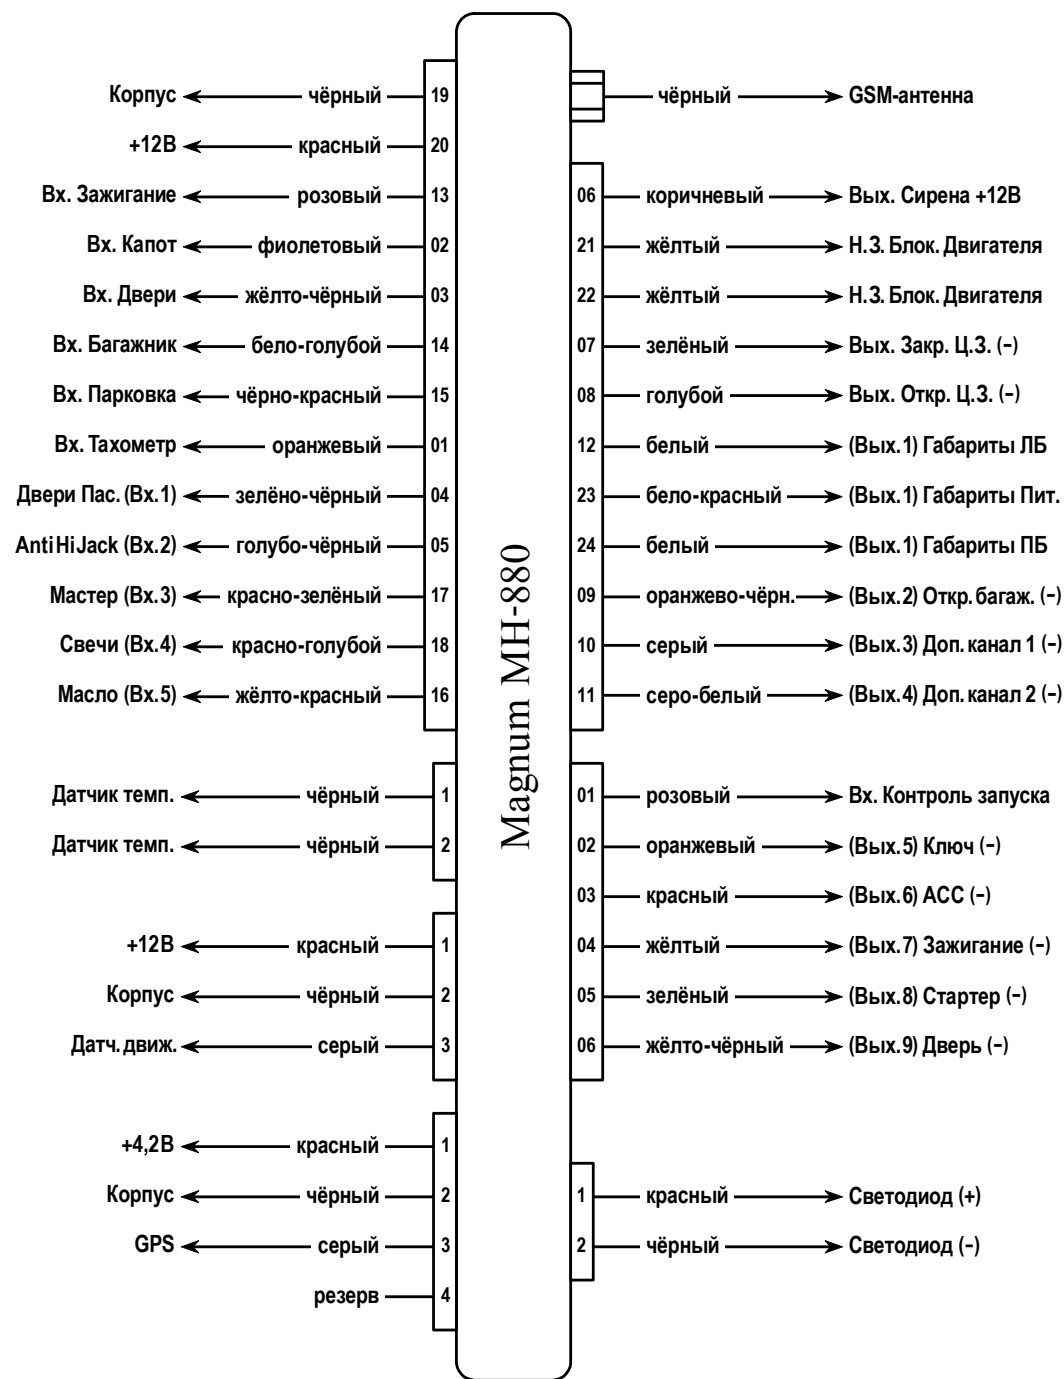 Корпус чёрный 19
+12В красный 20
Вх. Зажигание розовый 13
Вх. Капот фиолетовый 02
Вх. Двери жёлто-чёрный 03
Вх. Багажник бело-голубой 14
Вх. Парковка чёрно-красный 15
Вх. Тахометр оранжевый 01
Двери Пас. (Вх.1) зелёно-чёрный 04
AntiHiJack (Вх.2) голубо-чёрный 05
Мастер (Вх.3) красно-зелёный 17
Свечи (Вх.4) красно-голубой 18
Масло (Вх.5) жёлто-красный 16
Датчик темп. чёрный 1
Датчик темп. чёрный 2
+12В красный 1
Корпус чёрный 2
Датч. движ. серый 3
+4,2В красный 1
Корпус чёрный 2
GPS серый 3
резерв 4
Magnum MH-880
чёрный GSM-антенна
06 коричневый Вых. Сирена +12В
21 жёлтый Н.З. Блок. Двигателя
22 жёлтый Н.З. Блок. Двигателя
07 зелёный Вых. Закр. Ц.З. (-)
08 голубой Вых. Откр. Ц.З. (-)
12 белый (Вых.1) Габариты ЛБ
23 бело-красный (Вых.1) Габариты Пит.
24 белый (Вых.1) Габариты ПБ
09 оранжево-чёрн. (Вых.2) Откр. багаж. (-)
10 серый (Вых.3) Доп. канал 1 (-)
11 серо-белый (Вых.4) Доп. канал 2 (-)
01 розовый Вх. Контроль запуска
02 оранжевый (Вых.5) Ключ (-)
03 красный (Вых.6) АСС (-)
04 жёлтый (Вых.7) Зажигание (-)
05 зелёный (Вых.8) Стартер (-)
06 жёлто-чёрный (Вых.9) Дверь (-)
1 красный Светодиод (+)
2 чёрный Светодиод (-)